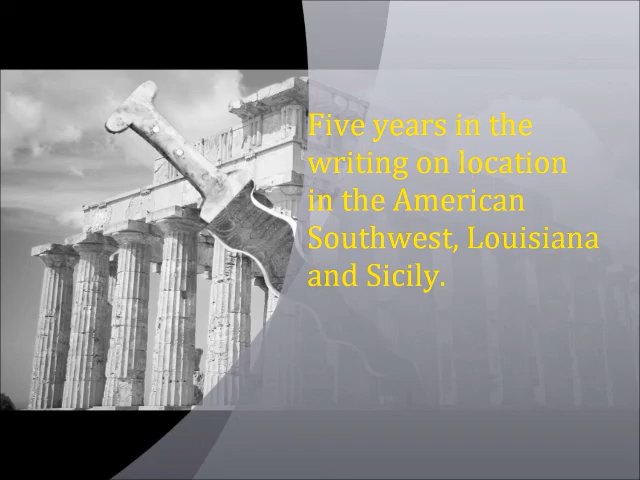 Five years in the
writing on location
in the American
Southwest, Louisiana
and Sicily.